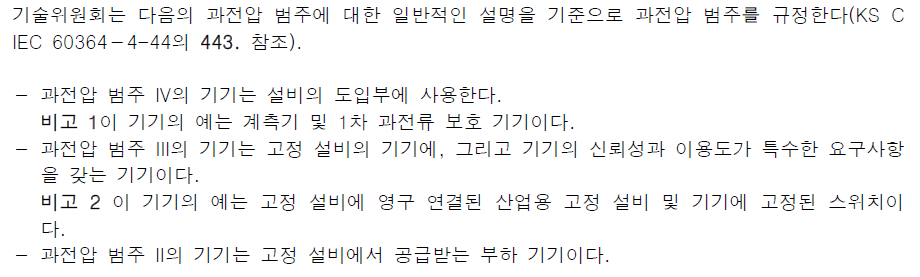 기술위원회는 다음의 과전압 범주에 대한 일반적인 설명을 기준으로 과전압 범주를 규정한다(KS C
IEC 60364－4-44의 443. 참조).
－ 과전압 범주 IV의 기기는 설비의 도입부에 사용한다.
비고 1이 기기의 예는 계측기 및 1차 과전류 보호 기기이다.
－ 과전압 범주 III의 기기는 고정 설비의 기기에, 그리고 기기의 신뢰성과 이용도가 특수한 요구사항
을 갖는 기기이다.
비고 2 이 기기의 예는 고정 설비에 영구 연결된 산업용 고정 설비 및 기기에 고정된 스위치이
다.
－ 과전압 범주 II의 기기는 고정 설비에서 공급받는 부하 기기이다.